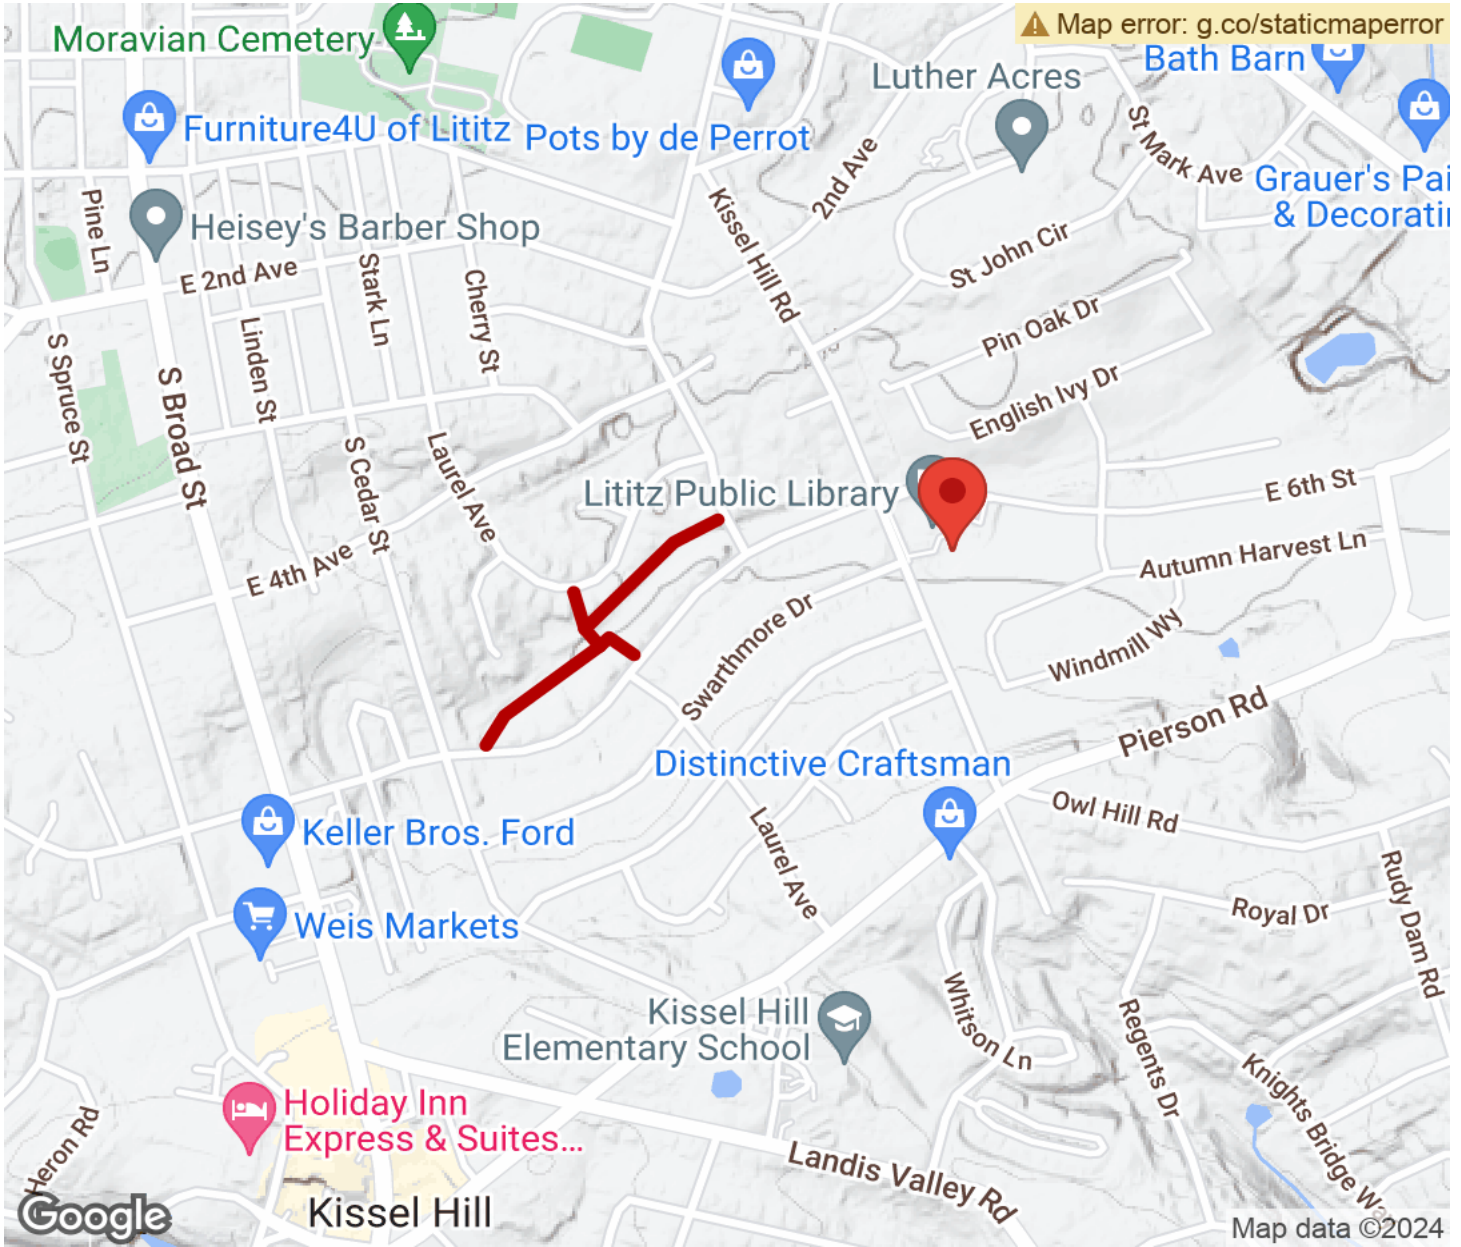 Map error: g.co/staticmaperror
Moravian Cemetery
Bath Barn
Luther Acres
Furniture4U of Lititz
Pots by de Perrot
St Mark Ave
2nd Ave
Grauer's Pai
& Decoratin
Pine Ln
Heisey's Barber Shop
Kissel Hill Rd
St John Cir
E 2nd Ave
Stark Ln
Cherry St
Linden St
Pin Oak Dr
S Spruce St
S Broad St
English Ivy Dr
S Cedar St
Laurel Ave
Lititz Public Library
E 6th St
E 4th Ave
Autumn Harvest Ln
Swarthmore Dr
Windmill Wy
Pierson Rd
Distinctive Craftsman
Owl Hill Rd
Keller Bros. Ford
Laurel Ave
Rudy Dam Rd
Weis Markets
Royal Dr
Whitson Ln
Regents Dr
Kissel Hill
Elementary School
Knights Bridge Wa
Holiday Inn
Express & Suites...
Heron Rd
Landis Valley Rd
Kissel Hill
Google
Map data ©2024